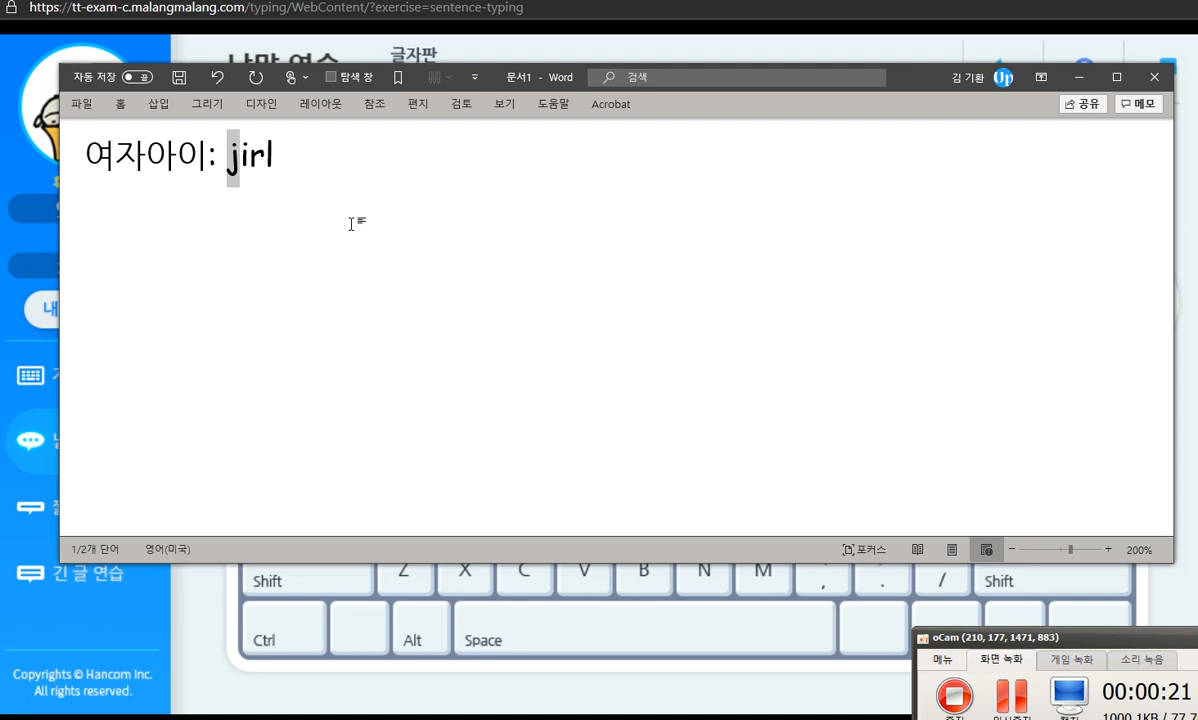 https://tt-exam-c.malangmalang.com/typing/WebContent/?exercise=sentence-typing
낱말 연습
글자판
자동 저장
탐색 창
문서1 - Word
검색
김 기환
Up
파일 홈 삽입 그리기 디자인 레이아웃 참조 편지 검토 보기 도움말 Acrobat
공유 메모
여자아이: jirl
내
1/2개 단어 영어(미국)
포커스
200%
긴 글 연습
Shift Z X C V B N M , . / Shift
Ctrl Alt Space
Copyrights © Hancom Inc.
All rights reserved.
oCam (210, 177, 1471, 883)
메뉴 화면 녹화 게임 녹화 소리 녹음
00:00:21